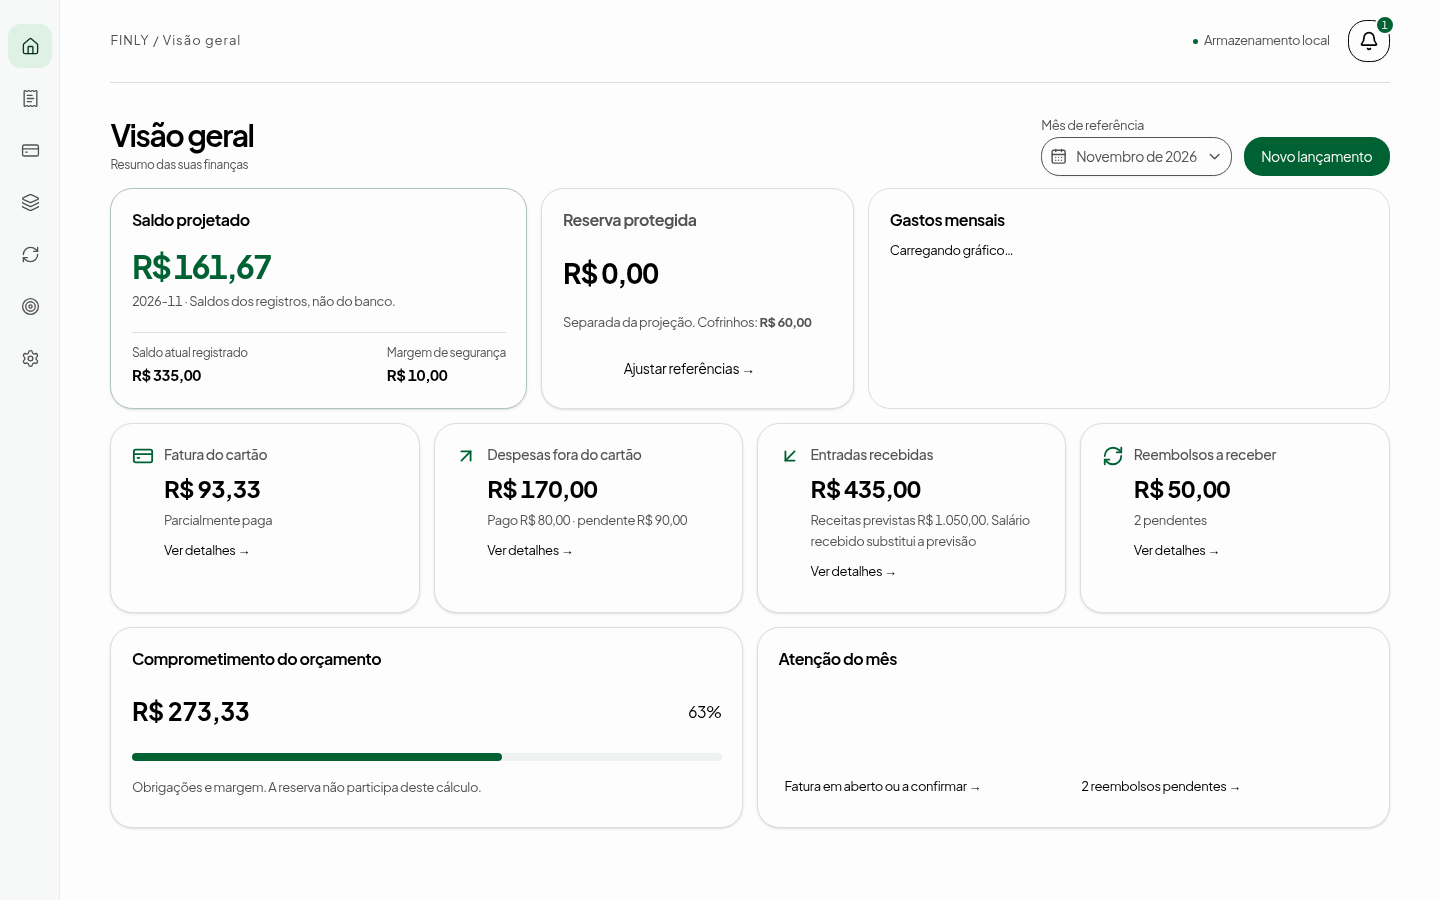 FINLY / Visão geral
Armazenamento local
1
Visão geral
Resumo das suas finanças
Mês de referência
Novembro de 2026
Novo lançamento
Saldo projetado
R$ 161,67
2026-11 · Saldos dos registros, não do banco.
Saldo atual registrado
R$ 335,00
Margem de segurança
R$ 10,00
Reserva protegida
R$ 0,00
Separada da projeção. Cofrinhos: R$ 60,00
Ajustar referências →
Gastos mensais
Carregando gráfico…
Fatura do cartão
R$ 93,33
Parcialmente paga
Ver detalhes →
Despesas fora do cartão
R$ 170,00
Pago R$ 80,00 · pendente R$ 90,00
Ver detalhes →
Entradas recebidas
R$ 435,00
Receitas previstas R$ 1.050,00. Salário
recebido substitui a previsão
Ver detalhes →
Reembolsos a receber
R$ 50,00
2 pendentes
Ver detalhes →
Comprometimento do orçamento
R$ 273,33
63%
Obrigações e margem. A reserva não participa deste cálculo.
Atenção do mês
Fatura em aberto ou a confirmar →
2 reembolsos pendentes →